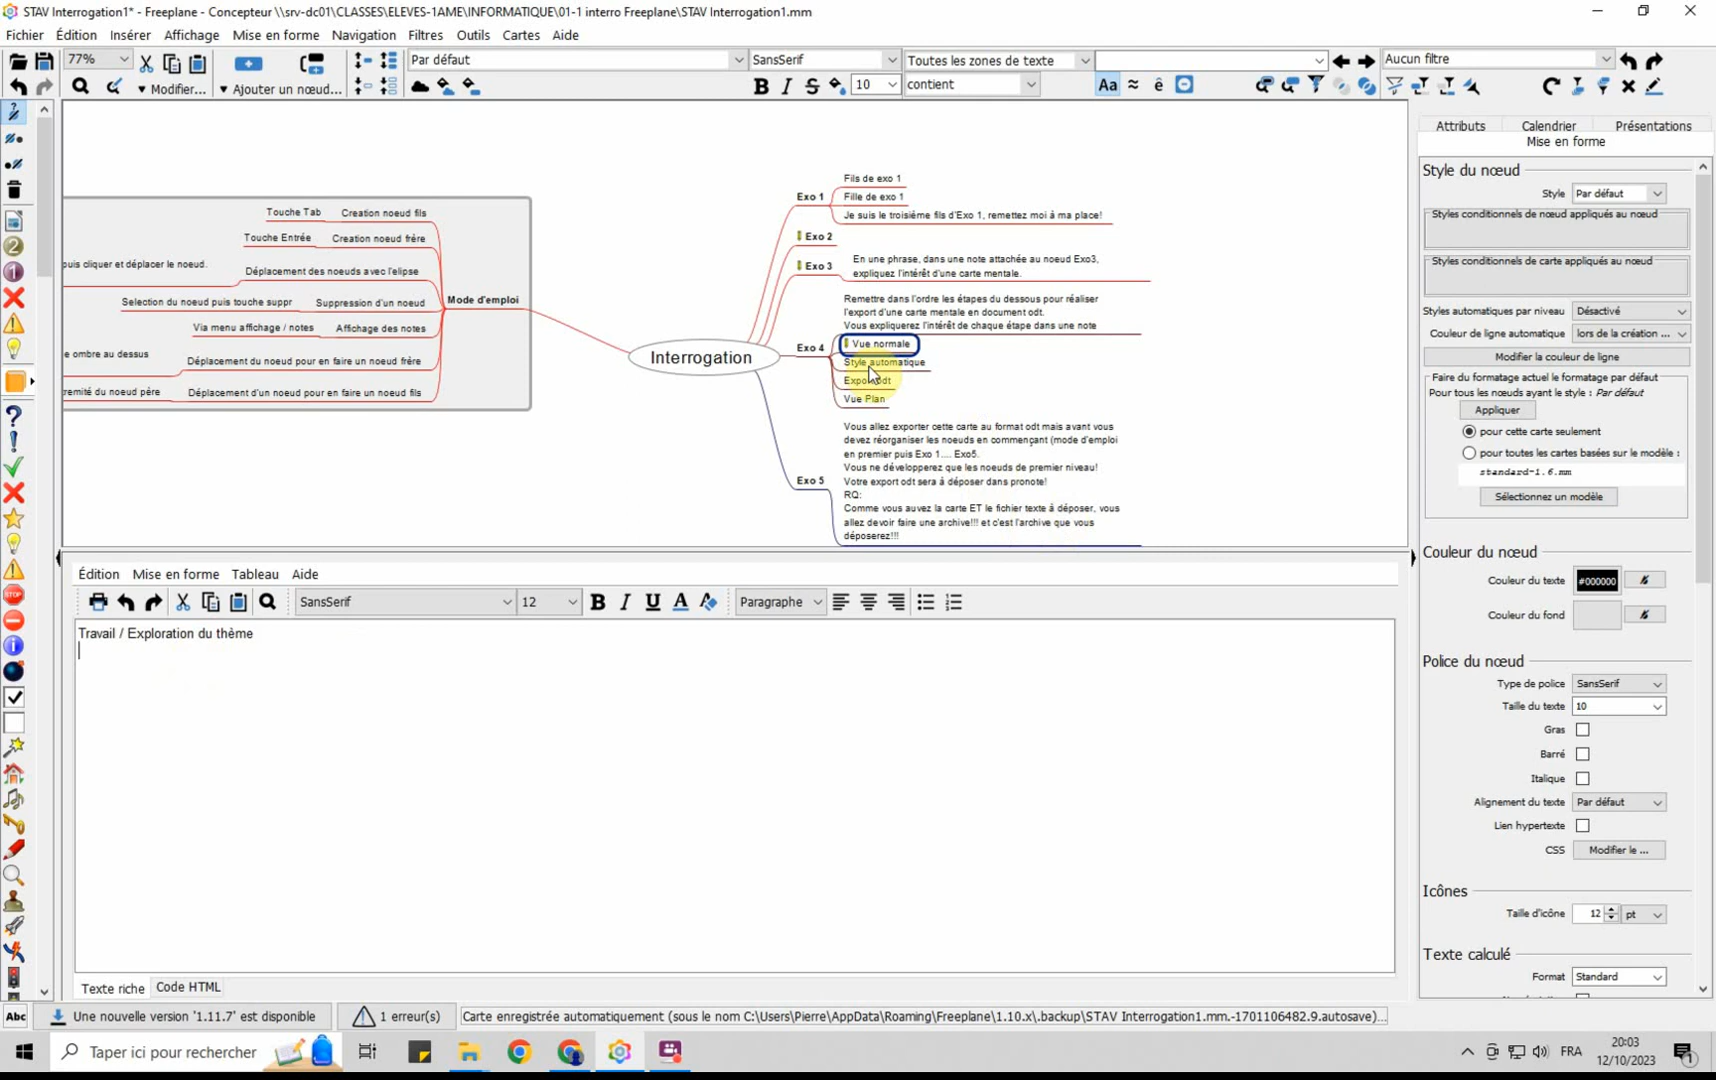 STAV Interrogation1* - Freeplane - Concepteur \\srv-dc01\CLASSES\ELEVES-1AME\INFORMATIQUE\01-1 interro Freeplane\STAV Interrogation1.mm
Fichier Édition Insérer Affichage Mise en forme Navigation Filtres Outils Cartes Aide
77% Par défaut SansSerif Toutes les zones de texte Aucun filtre
Modifier... Ajouter un nœud... 10 contient Aa ≈ ê
Attributs Calendrier Présentations
Mise en forme
Style du nœud
Style Par défaut
Styles conditionnels de nœud appliqués au nœud
Styles conditionnels de carte appliqués au nœud
Styles automatiques par niveau Désactivé
Couleur de ligne automatique lors de la création ...
Modifier la couleur de ligne
Faire du formatage actuel le formatage par défaut
Pour tous les nœuds ayant le style : Par défaut
Appliquer
pour cette carte seulement
pour toutes les cartes basées sur le modèle :
standard-1.6.mm
Sélectionnez un modèle
Couleur du nœud
Couleur du texte #000000
Couleur du fond
Police du nœud
Type de police SansSerif
Taille du texte 10
Gras
Barré
Italique
Alignement du texte Par défaut
Lien hypertexte
CSS Modifier le ...
Icônes
Taille d'icône 12 pt
Texte calculé
Format Standard
Touche Tab Creation noeud fils
Touche Entrée Creation noeud frère
puis cliquer et déplacer le noeud. Déplacement des noeuds avec l'elipse
Selection du noeud puis touche suppr Suppression d'un noeud
Mode d'emploi
Via menu affichage / notes Affichage des notes
e ombre au dessus Déplacement du noeud pour en faire un noeud frère
remité du noeud père Déplacement d'un noeud pour en faire un noeud fils
Interrogation
Exo 1
Fils de exo 1
Fille de exo 1
Je suis le troisième fils d'Exo 1, remettez moi à ma place!
Exo 2
Exo 3
En une phrase, dans une note attachée au noeud Exo3,
expliquez l'intérêt d'une carte mentale.
Exo 4
Remettre dans l'ordre les étapes du dessous pour réaliser
l'export d'une carte mentale en document odt.
Vous expliquerez l'intérêt de chaque étape dans une note
Vue normale
Style automatique
Export odt
Vue Plan
Exo 5
Vous allez exporter cette carte au format odt mais avant vous
devez réorganiser les noeuds en commençant (mode d'emploi
en premier puis Exo 1.... Exo5.
Vous ne développerez que les noeuds de premier niveau!
Votre export odt sera à déposer dans pronote!
RQ:
Comme vous auvez la carte ET le fichier texte à déposer, vous
allez devoir faire une archive!!! et c'est l'archive que vous
déposerez!!!
Édition Mise en forme Tableau Aide
SansSerif 12 Paragraphe
Travail / Exploration du thème
Texte riche Code HTML
Abc Une nouvelle version '1.11.7' est disponible 1 erreur(s) Carte enregistrée automatiquement (sous le nom C:\Users\Pierre\AppData\Roaming\Freeplane\1.10.x\.backup\STAV Interrogation1.mm.-1701106482.9.autosave)...
Taper ici pour rechercher FRA 20:03
12/10/2023